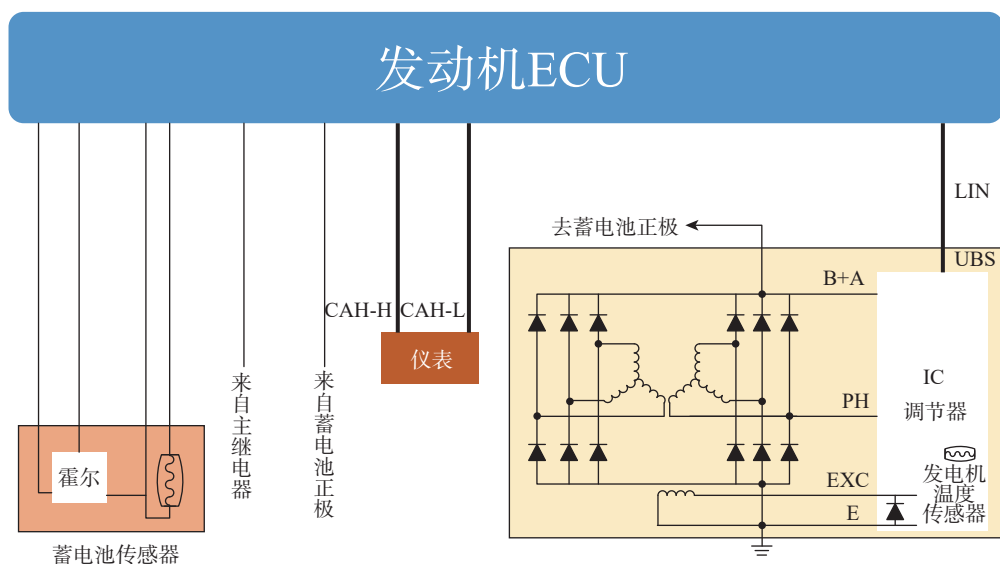 发动机ECU
LIN
去蓄电池正极
UBS
B+A
CAH-H
CAH-L
仪表
来自主继电器
来自蓄电池正极
IC
调节器
PH
霍尔
发电机
温度
传感器
EXC
E
蓄电池传感器